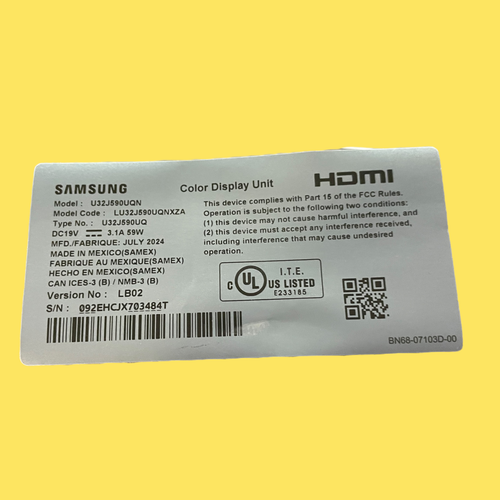 SAMSUNG
Color Display Unit
HDMI
Model : U32J590UQN
Model Code : LU32J590UQNXZA
Type No : U32J590UQ
DC19V ⎓ 3.1A 59W
MFD./FABRIQUE: JULY 2024
MADE IN MEXICO(SAMEX)
FABRIQUE AU MEXIQUE(SAMEX)
HECHO EN MEXICO(SAMEX)
CAN ICES-3 (B) / NMB-3 (B)
Version No : LB02
S/N : 092EHCJX703484T
This device complies with Part 15 of the FCC Rules.
Operation is subject to the following two conditions:
(1) this device may not cause harmful interference, and
(2) this device must accept any interference received,
including interference that may cause undesired
operation.
C UL US LISTED
I.T.E.
E233185
BN68-07103D-00